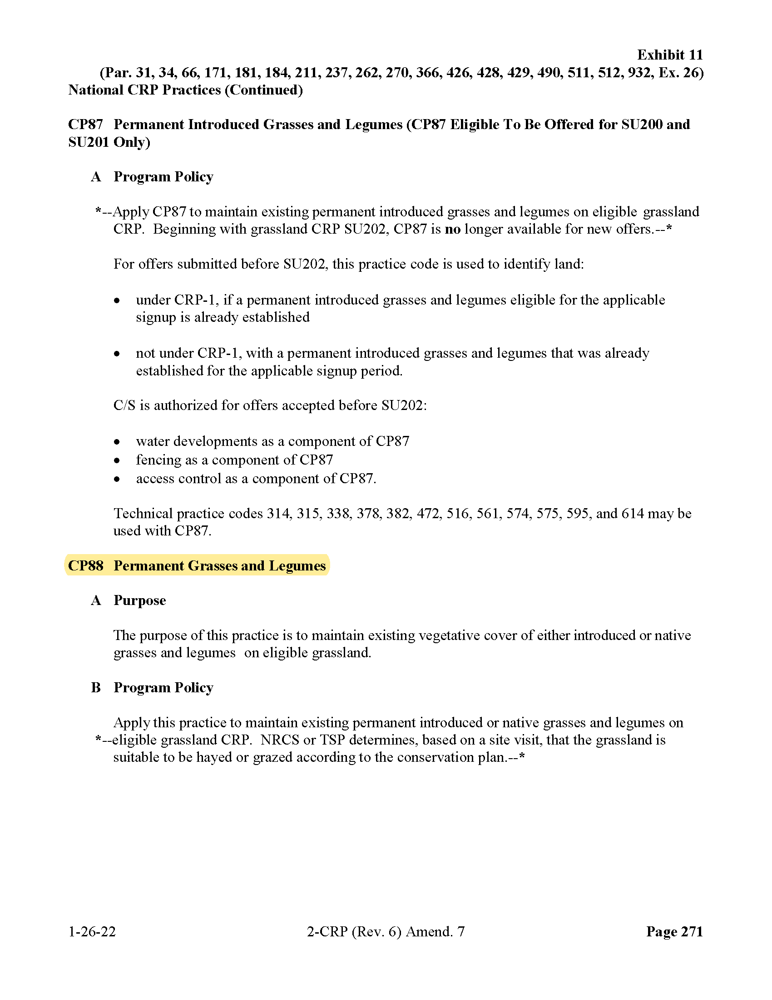 Exhibit 11
(Par. 31, 34, 66, 171, 181, 184, 211, 237, 262, 270, 366, 426, 428, 429, 490, 511, 512, 932, Ex. 26)
National CRP Practices (Continued)
CP87 Permanent Introduced Grasses and Legumes (CP87 Eligible To Be Offered for SU200 and
SU201 Only)
A Program Policy
*--Apply CP87 to maintain existing permanent introduced grasses and legumes on eligible grassland
CRP. Beginning with grassland CRP SU202, CP87 is no longer available for new offers.--*
For offers submitted before SU202, this practice code is used to identify land:
• under CRP-1, if a permanent introduced grasses and legumes eligible for the applicable
signup is already established
• not under CRP-1, with a permanent introduced grasses and legumes that was already
established for the applicable signup period.
C/S is authorized for offers accepted before SU202:
• water developments as a component of CP87
• fencing as a component of CP87
• access control as a component of CP87.
Technical practice codes 314, 315, 338, 378, 382, 472, 516, 561, 574, 575, 595, and 614 may be
used with CP87.
CP88 Permanent Grasses and Legumes
A Purpose
The purpose of this practice is to maintain existing vegetative cover of either introduced or native
grasses and legumes on eligible grassland.
B Program Policy
Apply this practice to maintain existing permanent introduced or native grasses and legumes on
*--eligible grassland CRP. NRCS or TSP determines, based on a site visit, that the grassland is
suitable to be hayed or grazed according to the conservation plan.--*
1-26-22 2-CRP (Rev. 6) Amend. 7 Page 271